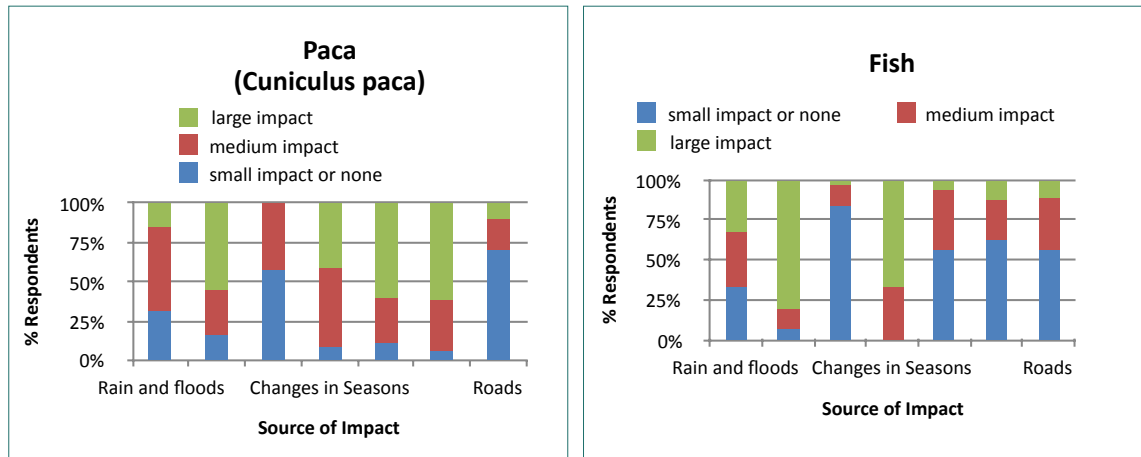 Paca
(Cuniculus paca)
large impact
medium impact
small impact or none
% Respondents
100%
75%
50%
25%
0%
Rain and floods Changes in Seasons Roads
Source of Impact
Fish
small impact or none medium impact
large impact
% Respondents
100%
75%
50%
25%
0%
Rain and floods Changes in Seasons Roads
Source of Impact